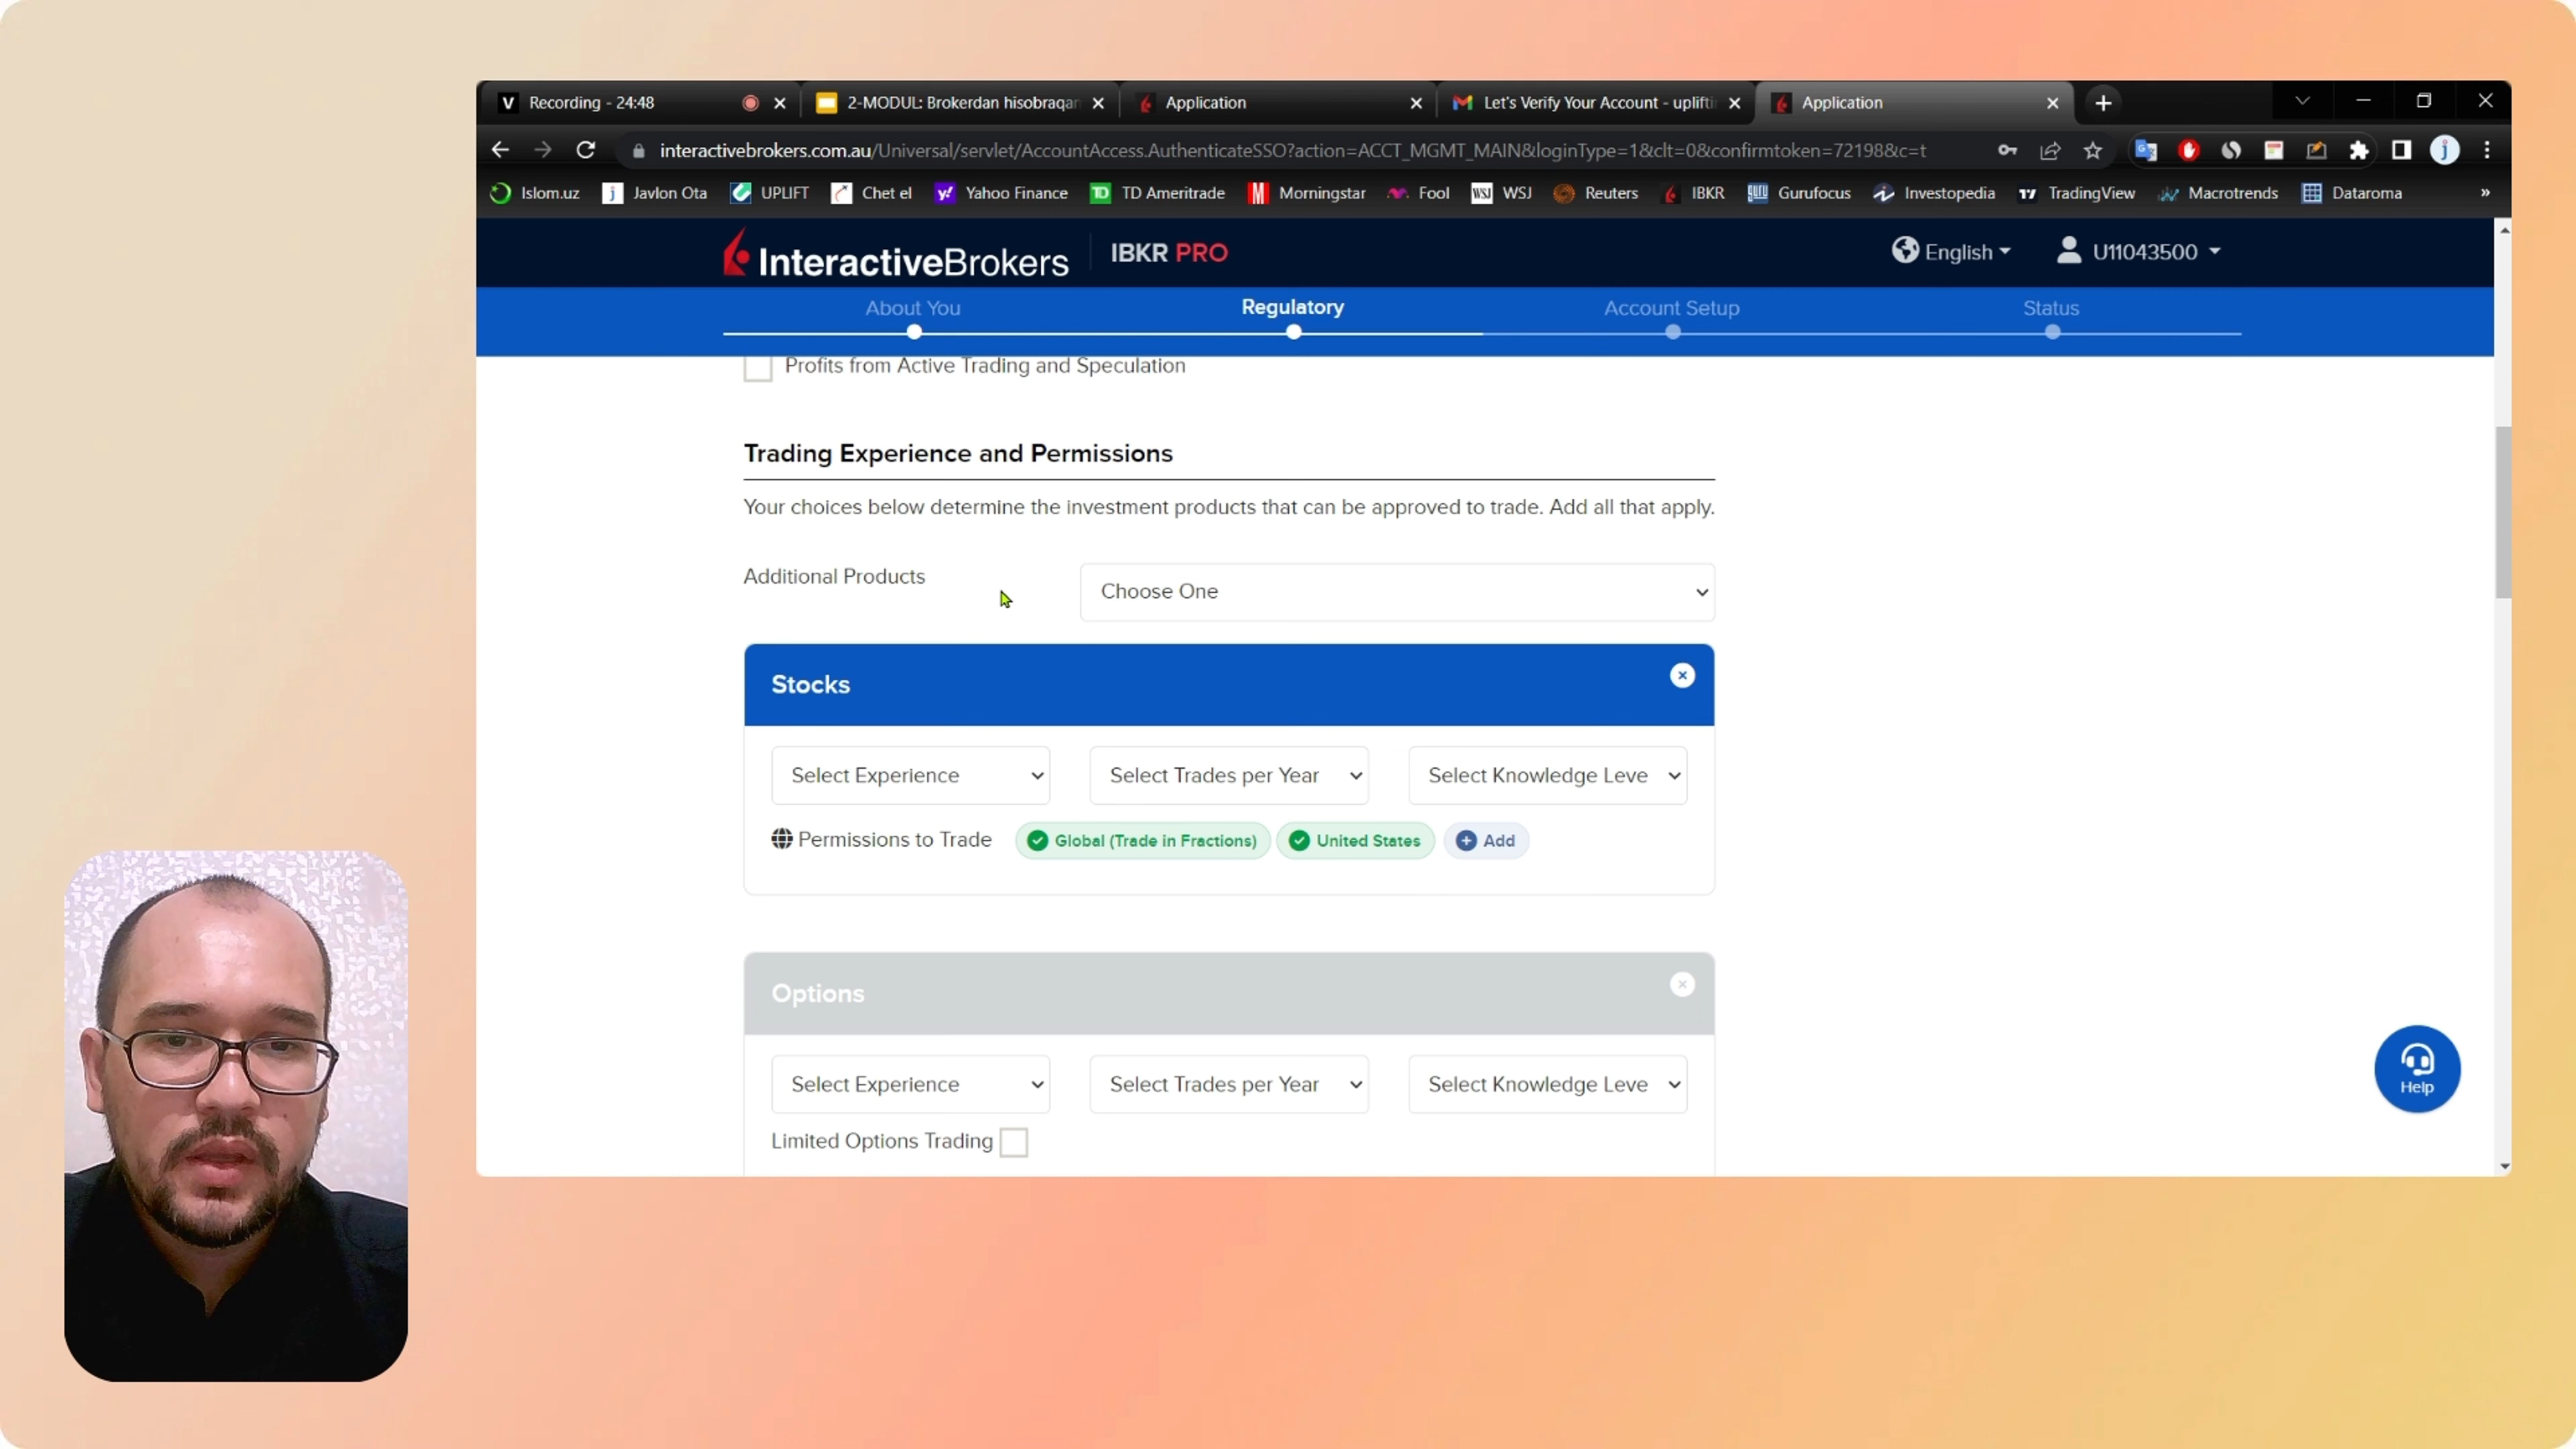 Recording - 24:48
2-MODUL: Brokerdan hisobraqan
Application
Let's Verify Your Account - uplifti
Application
interactivebrokers.com.au/Universal/servlet/AccountAccess.AuthenticateSSO?action=ACCT_MGMT_MAIN&loginType=1&clt=0&confirmtoken=72198&c=t
Islom.uz
Javlon Ota
UPLIFT
Chet el
Yahoo Finance
TD Ameritrade
Morningstar
Fool
WSJ
Reuters
IBKR
Gurufocus
Investopedia
TradingView
Macrotrends
Dataroma
InteractiveBrokers
IBKR PRO
English
U11043500
About You
Regulatory
Account Setup
Status
Profits from Active Trading and Speculation
Trading Experience and Permissions
Your choices below determine the investment products that can be approved to trade. Add all that apply.
Additional Products
Choose One
Stocks
Select Experience
Select Trades per Year
Select Knowledge Leve
Permissions to Trade
Global (Trade in Fractions)
United States
Add
Options
Select Experience
Select Trades per Year
Select Knowledge Leve
Limited Options Trading
Help